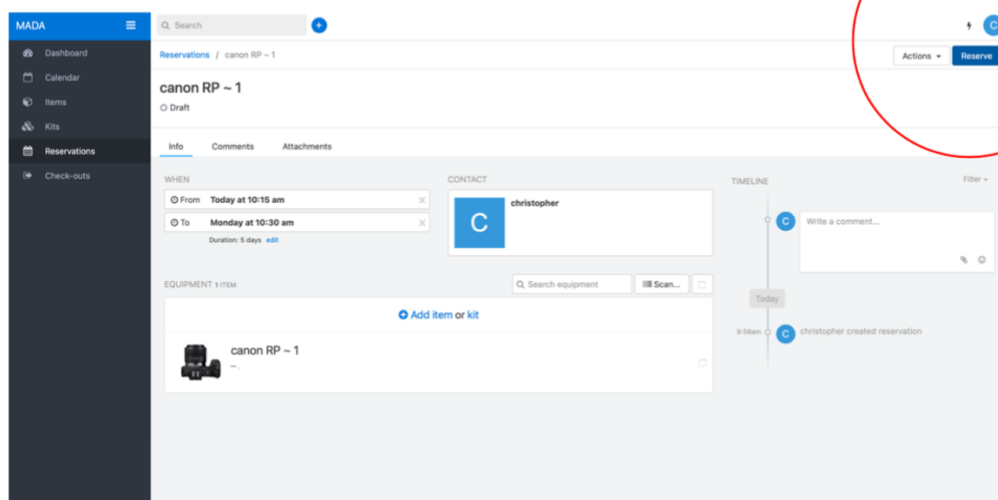 MADA
Search
C
Dashboard
Calendar
Items
Kits
Reservations
Check-outs
Reservations / canon RP ~ 1
Actions
Reserve
canon RP ~ 1
Draft
Info Comments Attachments
WHEN
From Today at 10:15 am
To Monday at 10:30 am
Duration: 5 days edit
CONTACT
C
christopher
TIMELINE
Filter
C
Write a comment...
Today
9:56am
C
christopher created reservation
EQUIPMENT 1 ITEM
Search equipment
Scan...
Add item or kit
canon RP ~ 1
– .